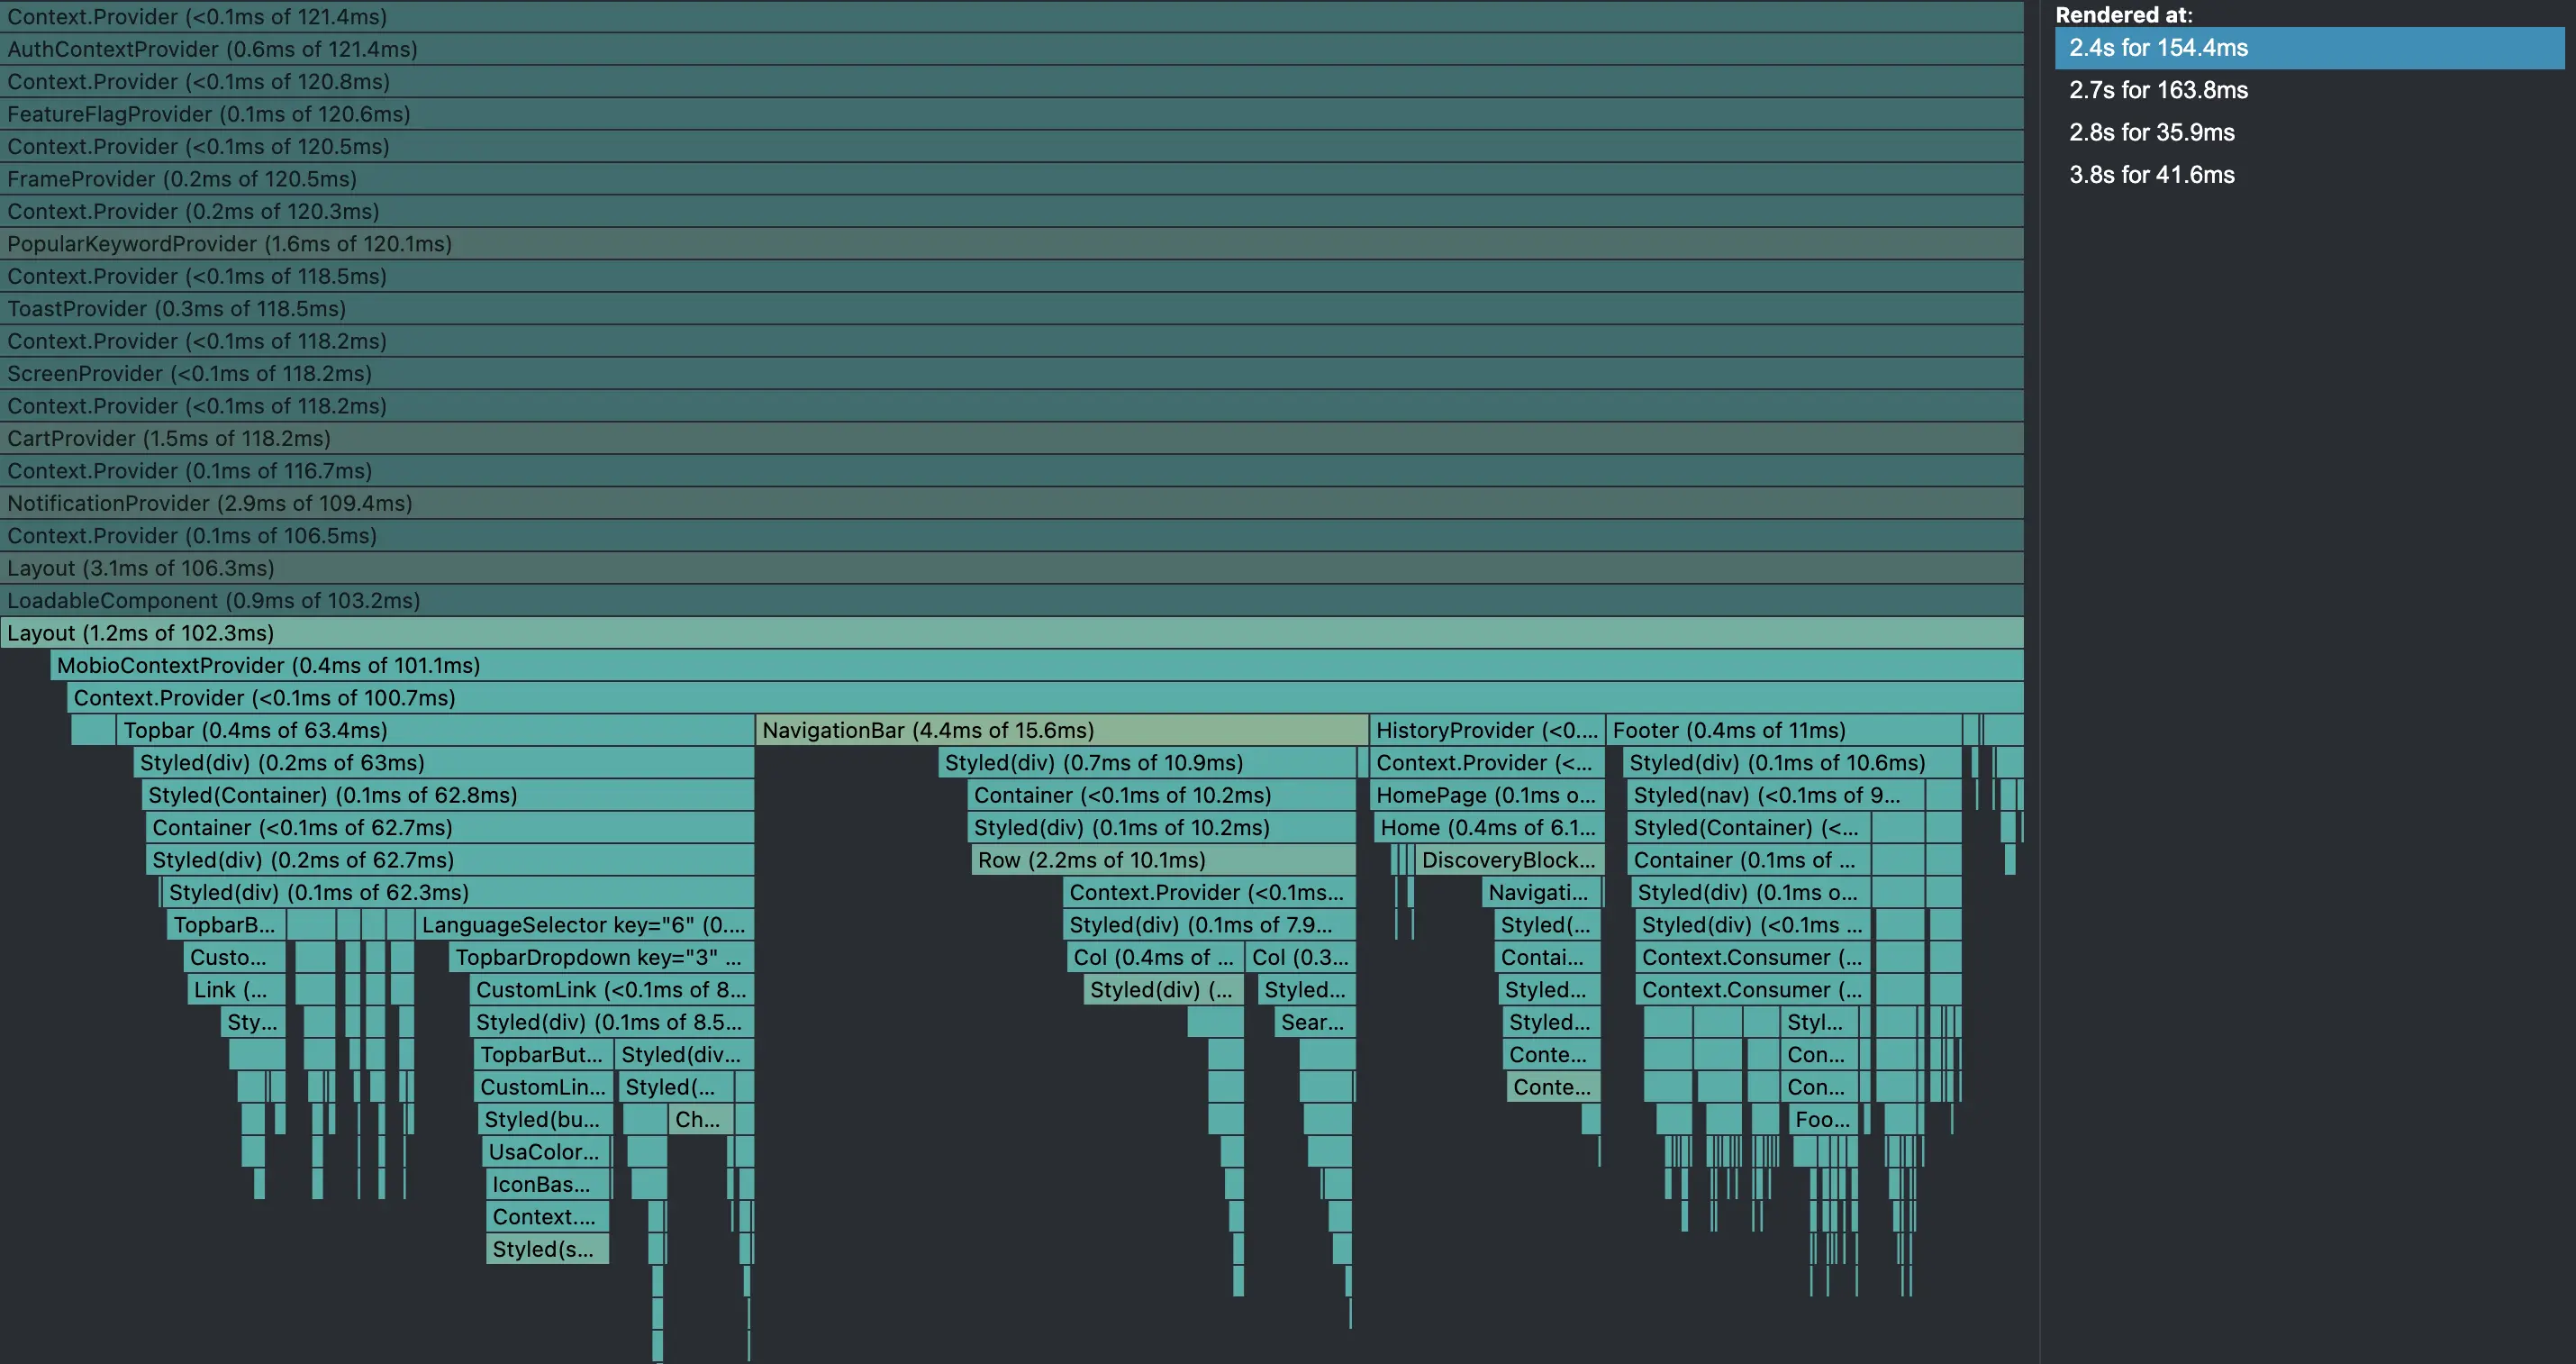 Context.Provider (<0.1ms of 121.4ms)
AuthContextProvider (0.6ms of 121.4ms)
Context.Provider (<0.1ms of 120.8ms)
FeatureFlagProvider (0.1ms of 120.6ms)
Context.Provider (<0.1ms of 120.5ms)
FrameProvider (0.2ms of 120.5ms)
Context.Provider (0.2ms of 120.3ms)
PopularKeywordProvider (1.6ms of 120.1ms)
Context.Provider (<0.1ms of 118.5ms)
ToastProvider (0.3ms of 118.5ms)
Context.Provider (<0.1ms of 118.2ms)
ScreenProvider (<0.1ms of 118.2ms)
Context.Provider (<0.1ms of 118.2ms)
CartProvider (1.5ms of 118.2ms)
Context.Provider (0.1ms of 116.7ms)
NotificationProvider (2.9ms of 109.4ms)
Context.Provider (0.1ms of 106.5ms)
Layout (3.1ms of 106.3ms)
LoadableComponent (0.9ms of 103.2ms)
Layout (1.2ms of 102.3ms)
MobioContextProvider (0.4ms of 101.1ms)
Context.Provider (<0.1ms of 100.7ms)
Topbar (0.4ms of 63.4ms) NavigationBar (4.4ms of 15.6ms) HistoryProvider (<0.... Footer (0.4ms of 11ms)
Styled(div) (0.2ms of 63ms) Styled(div) (0.7ms of 10.9ms) Context.Provider (<... Styled(div) (0.1ms of 10.6ms)
Styled(Container) (0.1ms of 62.8ms) Container (<0.1ms of 10.2ms) HomePage (0.1ms o... Styled(nav) (<0.1ms of 9...
Container (<0.1ms of 62.7ms) Styled(div) (0.1ms of 10.2ms) Home (0.4ms of 6.1... Styled(Container) (<...
Styled(div) (0.2ms of 62.7ms) Row (2.2ms of 10.1ms) DiscoveryBlock... Container (0.1ms of ...
Styled(div) (0.1ms of 62.3ms) Context.Provider (<0.1ms... Navigati... Styled(div) (0.1ms o...
TopbarB... LanguageSelector key="6" (0.... Styled(div) (0.1ms of 7.9... Styled(... Styled(div) (<0.1ms ...
Custo... TopbarDropdown key="3" ... Col (0.4ms of ... Col (0.3... Contai... Context.Consumer (...
Link (... CustomLink (<0.1ms of 8... Styled(div) (... Styled... Styled... Context.Consumer (...
Sty... Styled(div) (0.1ms of 8.5... Sear... Styled... Styl...
TopbarBut... Styled(div... Conte... Con...
CustomLin... Styled(... Conte... Con...
Styled(bu... Ch... Foo...
UsaColor...
IconBas...
Context....
Styled(s...
Rendered at:
2.4s for 154.4ms
2.7s for 163.8ms
2.8s for 35.9ms
3.8s for 41.6ms